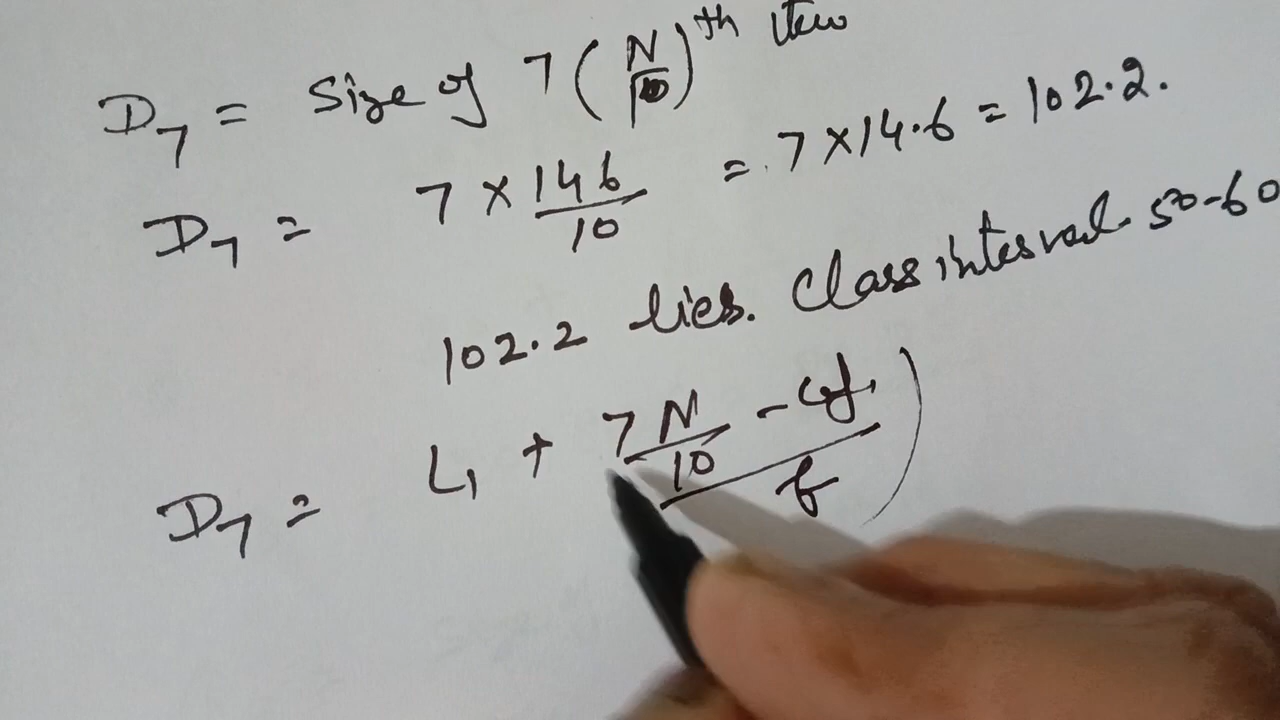 D7 = Size of 7 (N/10)th item
D7 = 7 × 146/10 = 7 × 14.6 = 102.2.
102.2 lies. Class interval 50-60
D7 = L1 + (7N/10 - cf.)/f )